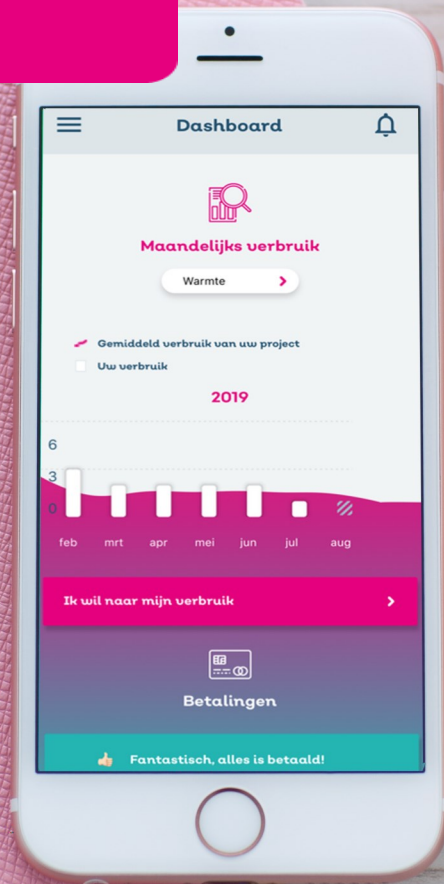 Dashboard
Maandelijks verbruik
Warmte
Gemiddeld verbruik van uw project
Uw verbruik
2019
6
3
0
feb mrt apr mei jun jul aug
Ik wil naar mijn verbruik
Betalingen
Fantastisch, alles is betaald!